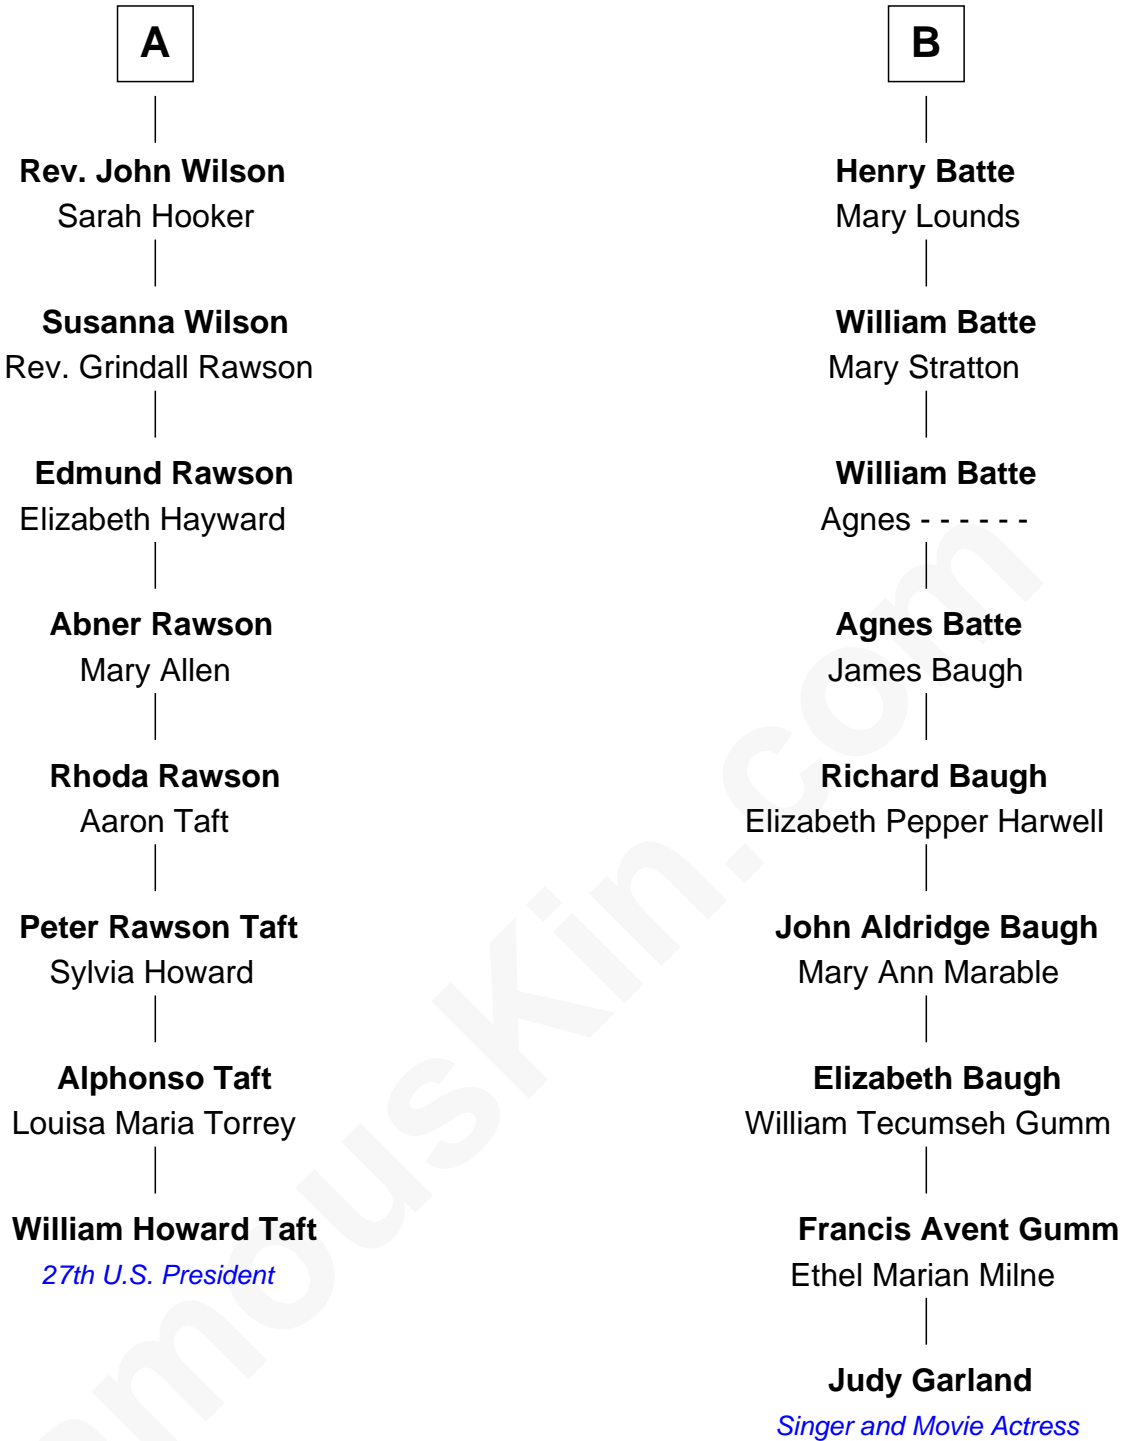 A
Rev. John Wilson
Sarah Hooker
Susanna Wilson
Rev. Grindall Rawson
Edmund Rawson
Elizabeth Hayward
Abner Rawson
Mary Allen
Rhoda Rawson
Aaron Taft
Peter Rawson Taft
Sylvia Howard
Alphonso Taft
Louisa Maria Torrey
William Howard Taft
27th U.S. President
B
Henry Batte
Mary Lounds
William Batte
Mary Stratton
William Batte
Agnes - - - - - -
Agnes Batte
James Baugh
Richard Baugh
Elizabeth Pepper Harwell
John Aldridge Baugh
Mary Ann Marable
Elizabeth Baugh
William Tecumseh Gumm
Francis Avent Gumm
Ethel Marian Milne
Judy Garland
Singer and Movie Actress
amouskin.com